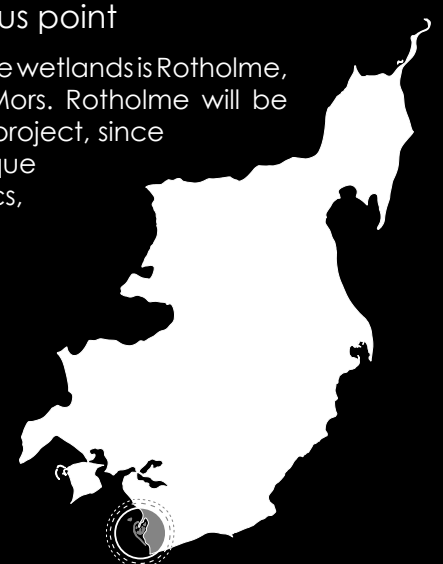 us point
e wetlands is Rotholme,
Mors. Rotholme will be
project, since
que
cs,